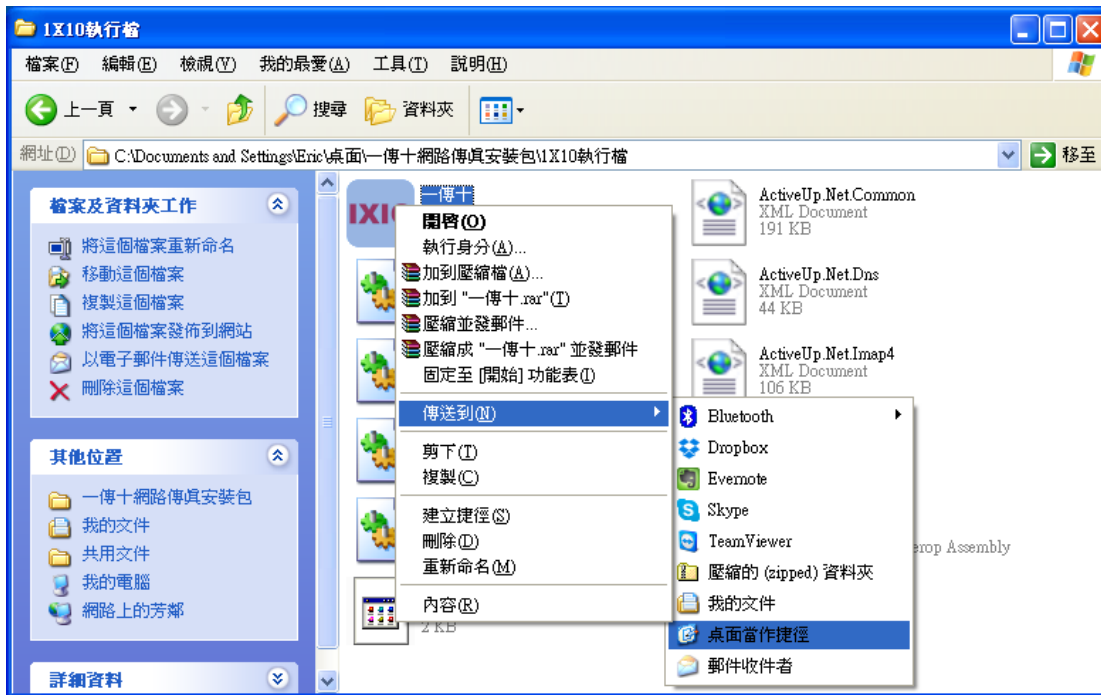 1X10執行檔
檔案(F) 編輯(E) 檢視(V) 我的最愛(A) 工具(T) 說明(H)
上一頁 搜尋 資料夾
網址(D) C:\Documents and Settings\Eric\桌面\一傳十網路傳真安裝包\1X10執行檔 移至
檔案及資料夾工作
將這個檔案重新命名
移動這個檔案
複製這個檔案
將這個檔案發佈到網站
以電子郵件傳送這個檔案
刪除這個檔案
其他位置
一傳十網路傳真安裝包
我的文件
共用文件
我的電腦
網路上的芳鄰
詳細資料
一傳十
開啓(O)
執行身分(A)...
加到壓縮檔(A)...
加到 "一傳十.rar"(T)
壓縮並發郵件...
壓縮成 "一傳十.rar" 並發郵件
固定至 [開始] 功能表(I)
傳送到(N)
剪下(T)
複製(C)
建立捷徑(S)
刪除(D)
重新命名(M)
內容(R)
2 KB
ActiveUp.Net.Common
XML Document
191 KB
ActiveUp.Net.Dns
XML Document
44 KB
ActiveUp.Net.Imap4
XML Document
106 KB
Bluetooth
Dropbox
Evernote
Skype
TeamViewer
壓縮的 (zipped) 資料夾
我的文件
桌面當作捷徑
郵件收件者
Assembly